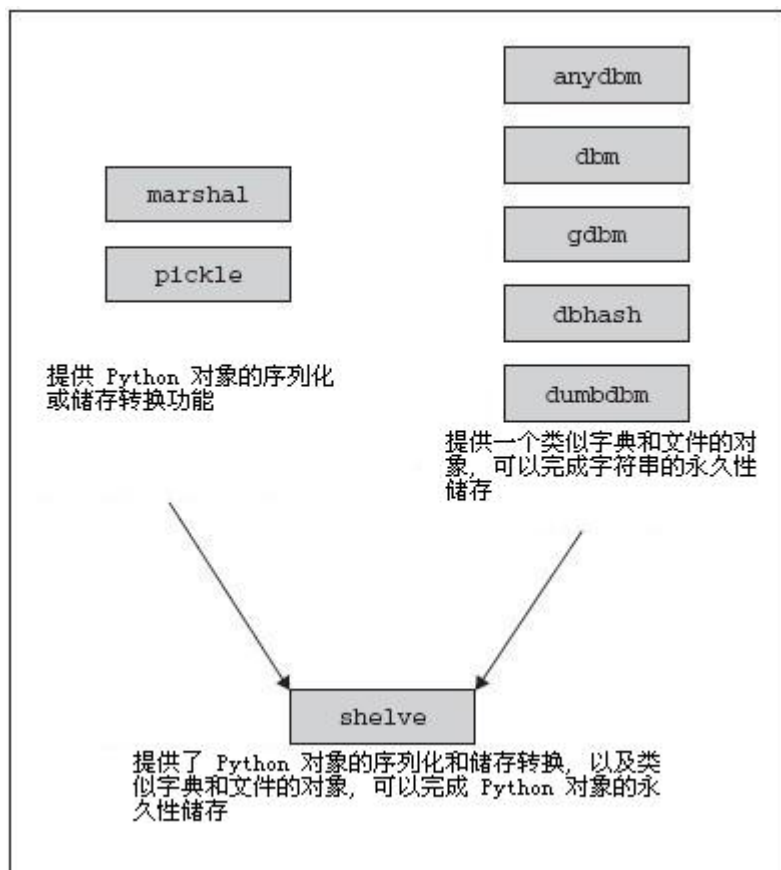 marshal
pickle
提供 Python 对象的序列化
或储存转换功能
anydbm
dbm
gdbm
dbhash
dumbdbm
提供一个类似字典和文件的对
象, 可以完成字符串的永久性
储存
shelve
提供了 Python 对象的序列化和储存转换, 以及类
似字典和文件的对象, 可以完成 Python 对象的永
久性储存